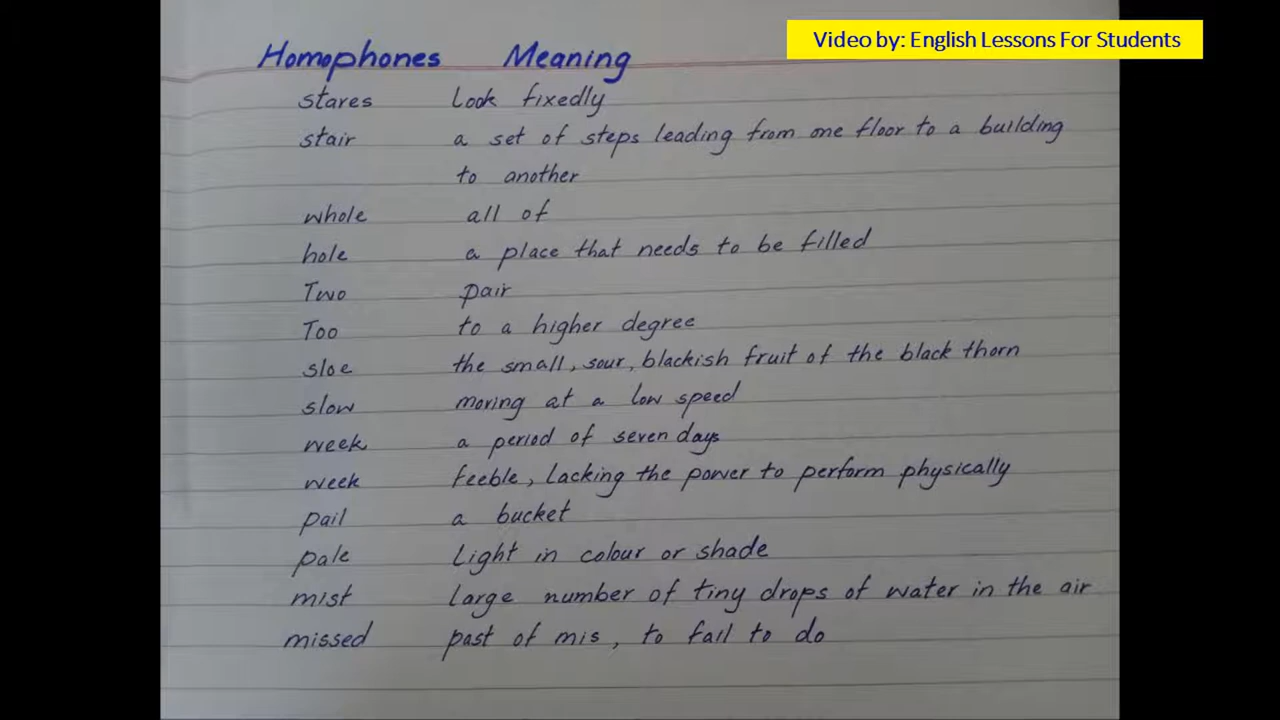 Video by: English Lessons For Students
Homophones Meaning
stares look fixedly
stair a set of steps leading from one floor to a building
to another
whole all of
hole a place that needs to be filled
Two pair
Too to a higher degree
sloe the small, sour, blackish fruit of the black thorn
slow moving at a low speed
week a period of seven days
week feeble, lacking the power to perform physically
pail a bucket
pale Light in colour or shade
mist large number of tiny drops of water in the air
missed past of mis, to fail to do